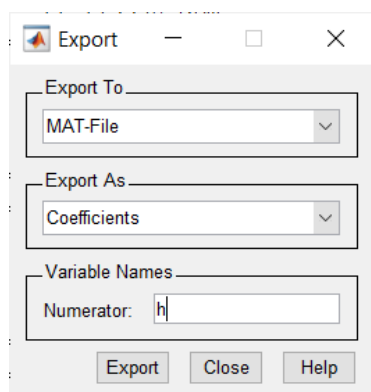 Export
Export To
MAT-File
Export As
Coefficients
Variable Names
Numerator: h
Export Close Help